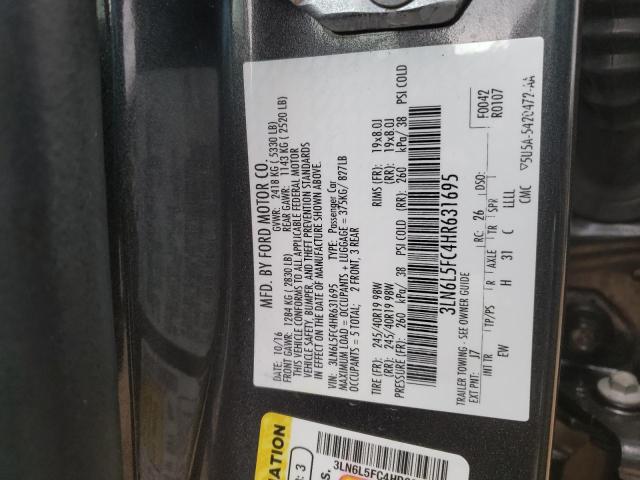 MFD. BY FORD MOTOR CO.
DATE: 10/16 GVWR: 2418 KG ( 5330 LB)
FRONT GAWR: 1284 KG ( 2830 LB) REAR GAWR: 1143 KG ( 2520 LB)
THIS VEHICLE CONFORMS TO ALL APPLICABLE FEDERAL MOTOR
VEHICLE SAFETY, BUMPER, AND THEFT PREVENTION STANDARDS
IN EFFECT ON THE DATE OF MANUFACTURE SHOWN ABOVE.
VIN: 3LN6L5FC4HR631695 TYPE: Passenger Car
MAXIMUM LOAD = OCCUPANTS + LUGGAGE = 375KG/ 827LB
OCCUPANTS = 5 TOTAL; 2 FRONT, 3 REAR
TIRE (FR): 245/40R19 98W RIMS (FR): 19x8.0J
(RR): 245/40R19 98W (RR): 19x8.0J
PRESSURE (FR): 260 kPa/ 38 PSI COLD (RR): 260 kPa/ 38 PSI COLD
3LN6L5FC4HR631695
TRAILER TOWING - SEE OWNER GUIDE
F0042
R0107
EXT PNT: J7 RC: 26 DSO:
INT TR TP/PS R AXLE TR SPR
EW H 31 C LLLL
CMC ▽5U5A-5420472-AA
3LN6L5FC4HR